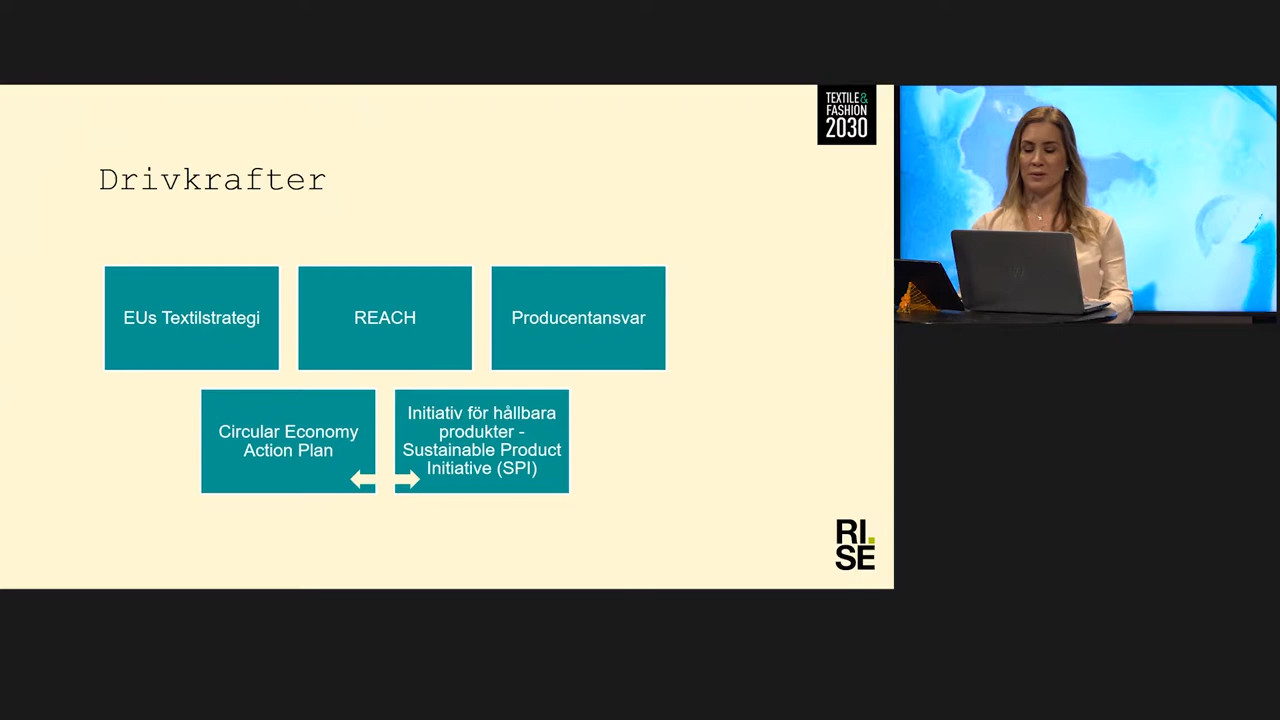 TEXTILE&
FASHION
2030
Drivkrafter
EUs Textilstrategi
REACH
Producentansvar
Circular Economy
Action Plan
Initiativ för hållbara
produkter -
Sustainable Product
Initiative (SPI)
RI.
SE